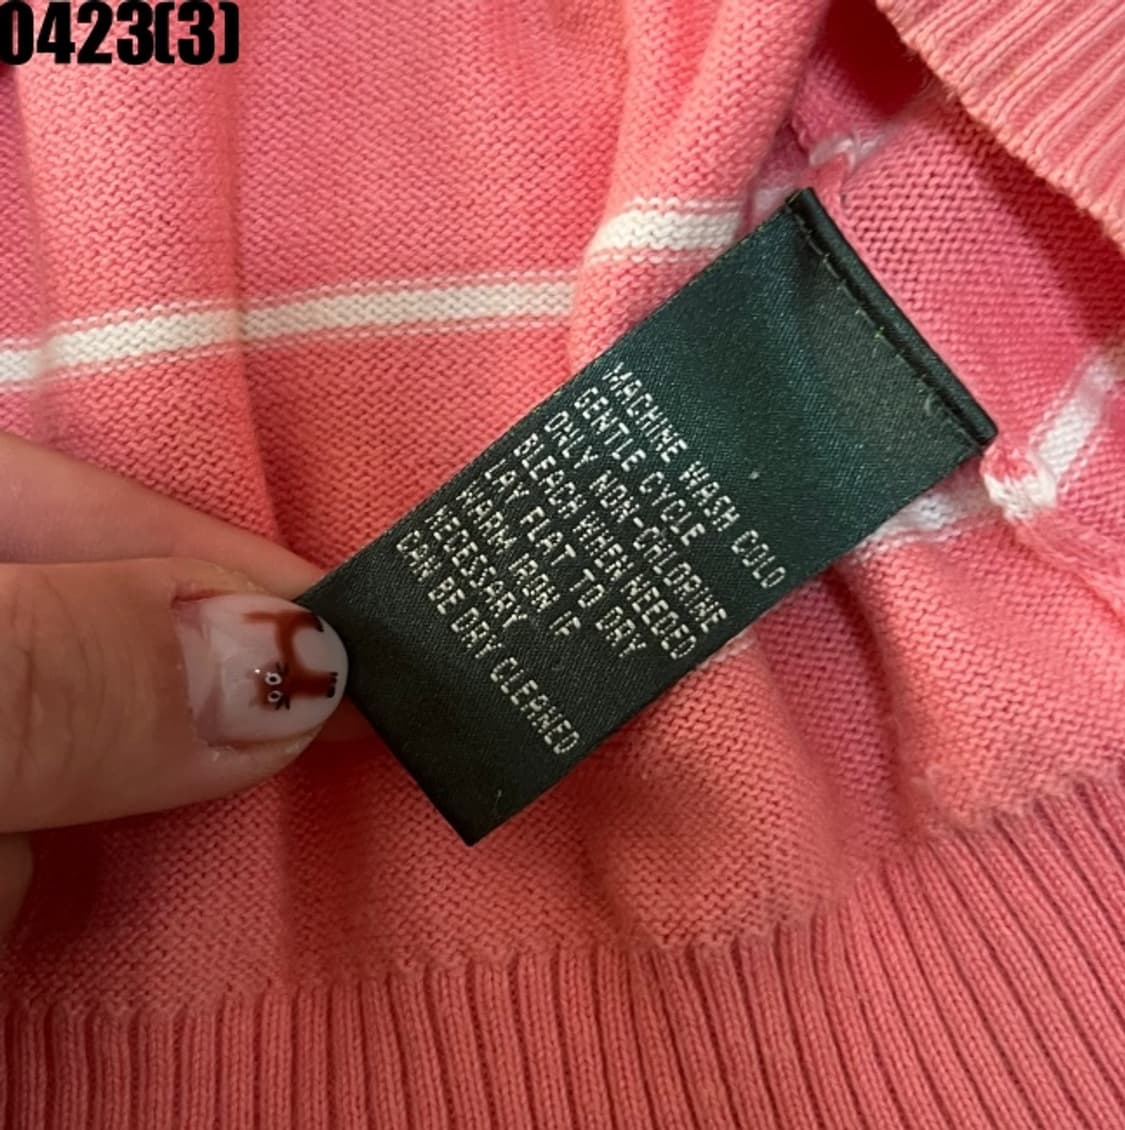 0423(3)
MACHINE WASH COLD
GENTLE CYCLE
ONLY NON-CHLORINE
BLEACH WHEN NEEDED
LAY FLAT TO DRY
WARM IRON IF
NECESSARY
CAN BE DRY CLEANED